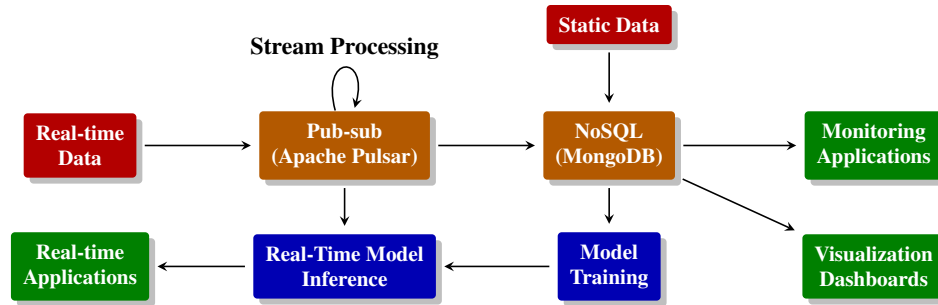 Static Data
Stream Processing
Real-time
Data
Pub-sub
(Apache Pulsar)
NoSQL
(MongoDB)
Monitoring
Applications
Real-time
Applications
Real-Time Model
Inference
Model
Training
Visualization
Dashboards